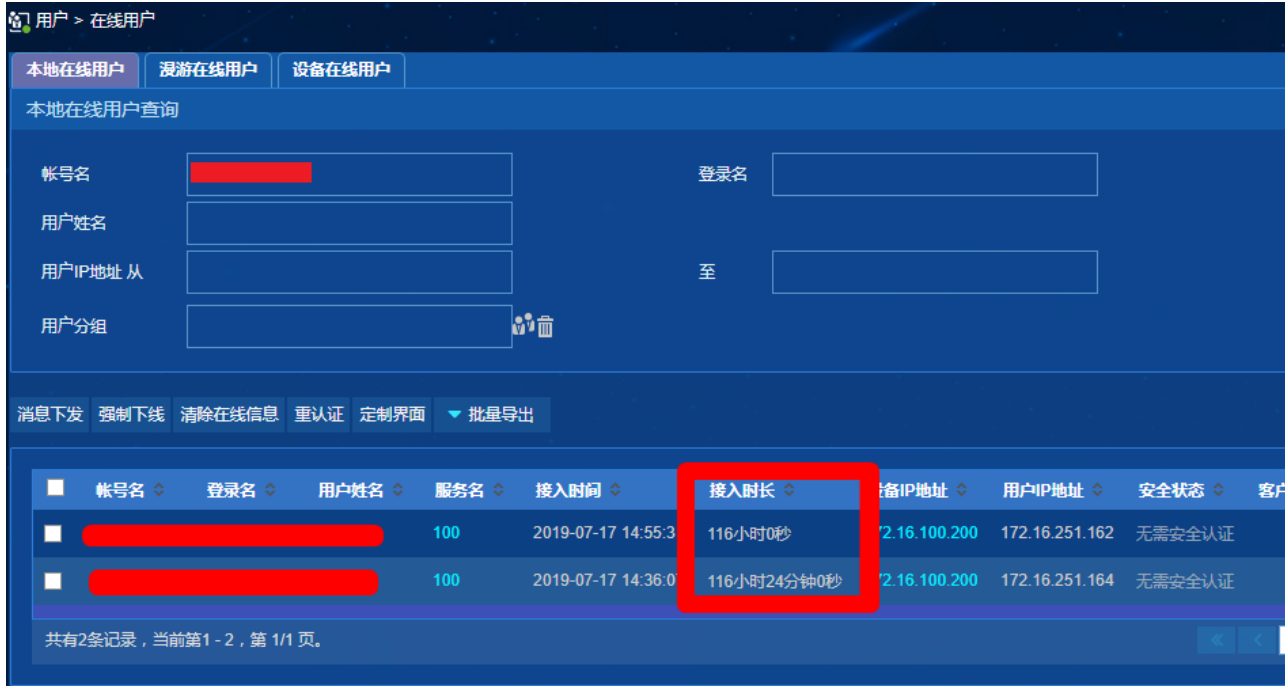 用户 > 在线用户
本地在线用户 漫游在线用户 设备在线用户
本地在线用户查询
帐号名 登录名
用户姓名
用户IP地址 从 至
用户分组
消息下发 强制下线 清除在线信息 重认证 定制界面 批量导出
帐号名 登录名 用户姓名 服务名 接入时间 接入时长 备IP地址 用户IP地址 安全状态 客户
100 2019-07-17 14:55:3 116小时0秒 72.16.100.200 172.16.251.162 无需安全认证
100 2019-07-17 14:36:0 116小时24分钟0秒 72.16.100.200 172.16.251.164 无需安全认证
共有2条记录，当前第1 - 2，第 1/1 页。